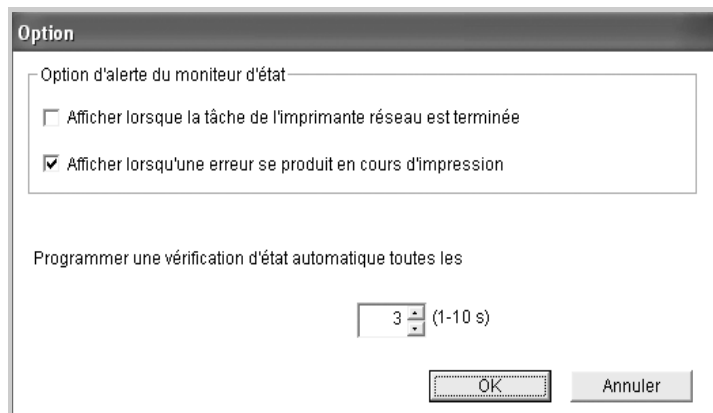 Option
Option d'alerte du moniteur d'état
Afficher lorsque la tâche de l'imprimante réseau est terminée
Afficher lorsqu'une erreur se produit en cours d'impression
Programmer une vérification d'état automatique toutes les
3 (1-10 s)
OK Annuler